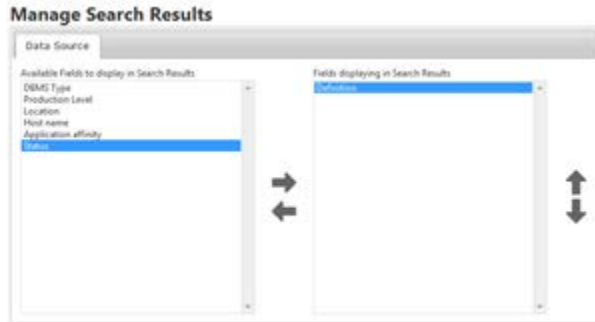 Manage Search Results
Data Source
Available Fields to display in Search Results
DBMS Type
Production Level
Location
Host name
Application affinity
Status
Fields displaying in Search Results
Definition